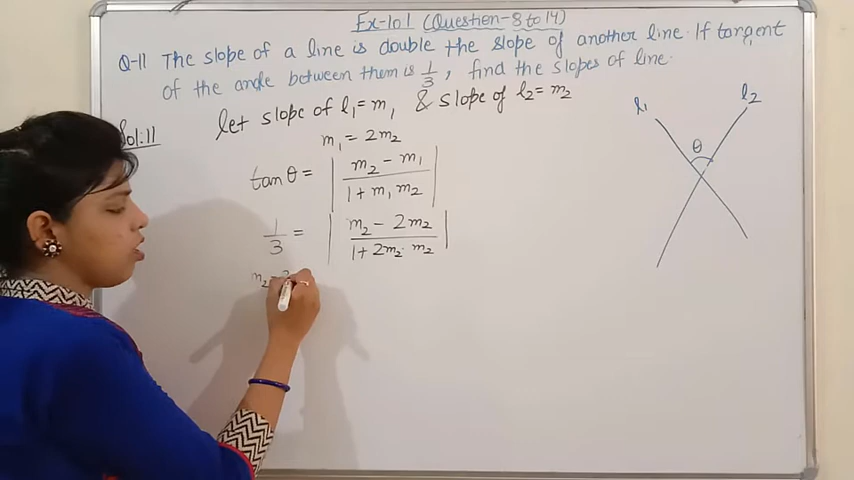 Ex-10.1 (Question-8 to 14)
Q-11 The slope of a line is double the slope of another line. If tangent
of the angle between them is 1/3, find the slopes of line.
Sol:11 let slope of l₁ = m₁ & slope of l₂ = m₂
m₁ = 2m₂
tan θ = | (m₂ - m₁) / (1 + m₁ m₂) |
1/3 = | (m₂ - 2m₂) / (1 + 2m₂ · m₂) |
m₂ - 2
l₁
l₂
θ